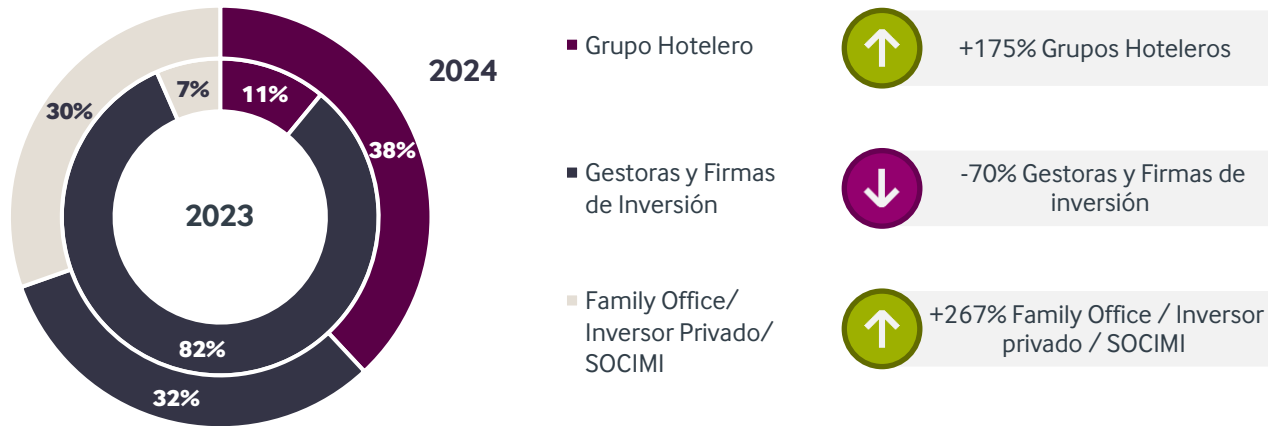 2024
2023
7%
11%
30%
38%
82%
32%
Grupo Hotelero
Gestoras y Firmas
de Inversión
Family Office/
Inversor Privado/
SOCIMI
+175% Grupos Hoteleros
-70% Gestoras y Firmas de
inversión
+267% Family Office / Inversor
privado / SOCIMI